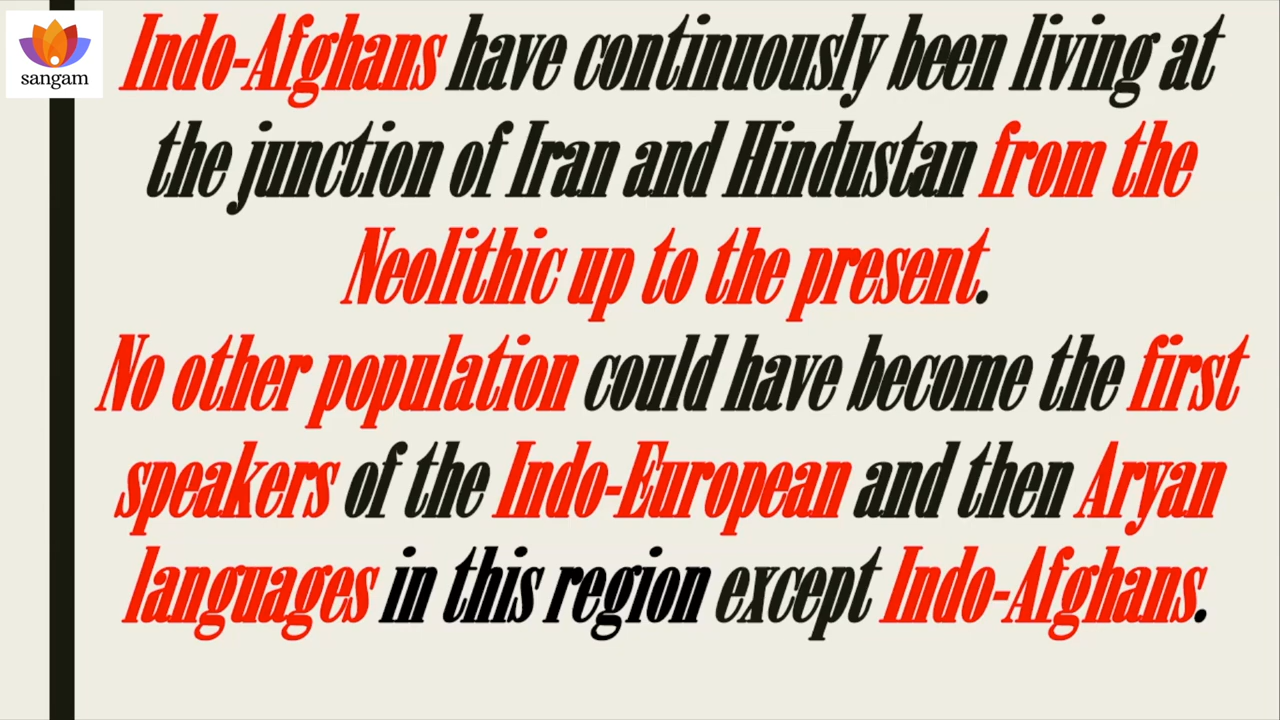 sangam
Indo-Afghans have continuously been living at
the junction of Iran and Hindustan from the
Neolithic up to the present.
No other population could have become the first
speakers of the Indo-European and then Aryan
languages in this region except Indo-Afghans.